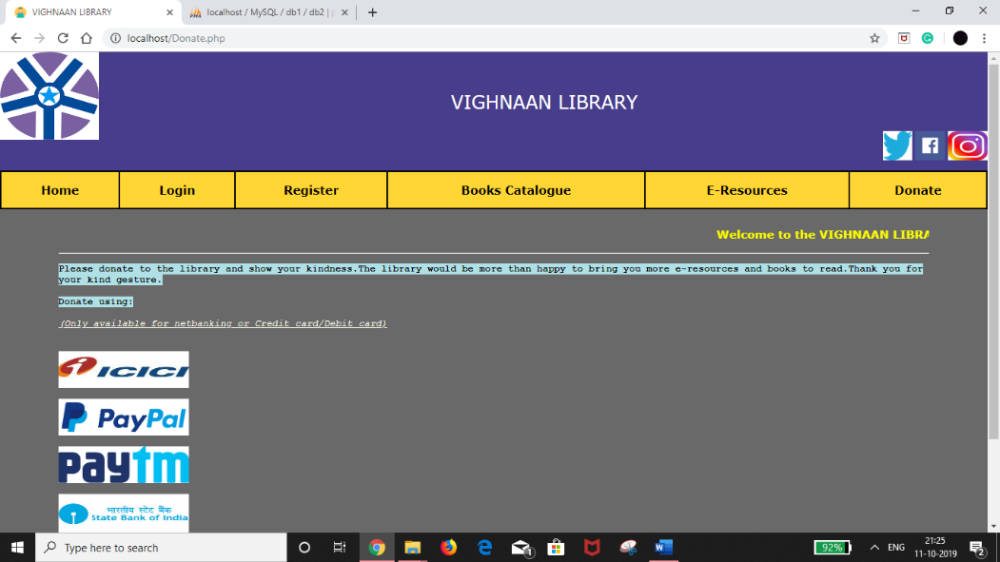 VIGHNAAN LIBRARY
localhost / MySQL / db1 / db2 | p
localhost/Donate.php
VIGHNAAN LIBRARY
Home Login Register Books Catalogue E-Resources Donate
Welcome to the VIGHNAAN LIBRA
Please donate to the library and show your kindness.The library would be more than happy to bring you more e-resources and books to read.Thank you for
your kind gesture.
Donate using:
(Only available for netbanking or Credit card/Debit card)
ICICI
PayPal
paytm
भारतीय स्टेट बैंक
State Bank of India
Type here to search
92%
ENG
21:25
11-10-2019